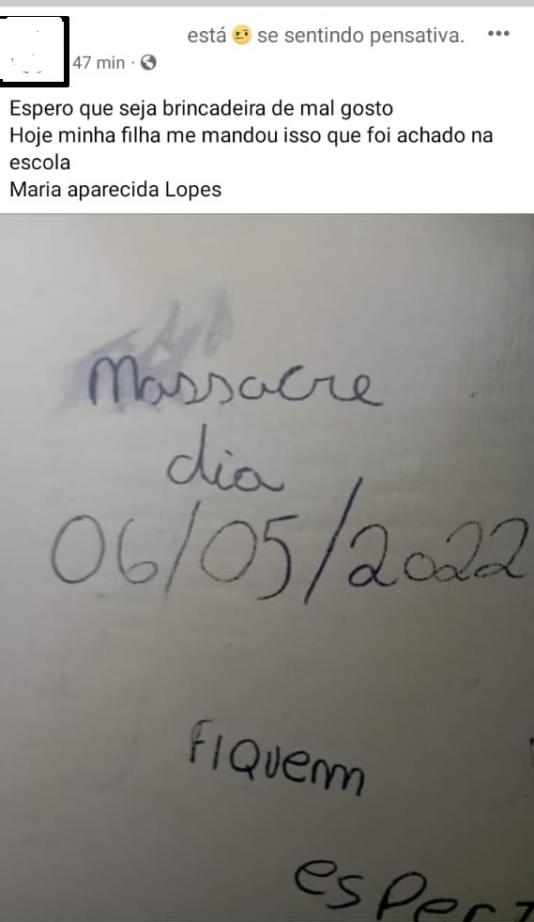 está 🤨 se sentindo pensativa.
47 min ·
Espero que seja brincadeira de mal gosto
Hoje minha filha me mandou isso que foi achado na
escola
Maria aparecida Lopes
Massacre
dia
06/05/2022
Fiquem